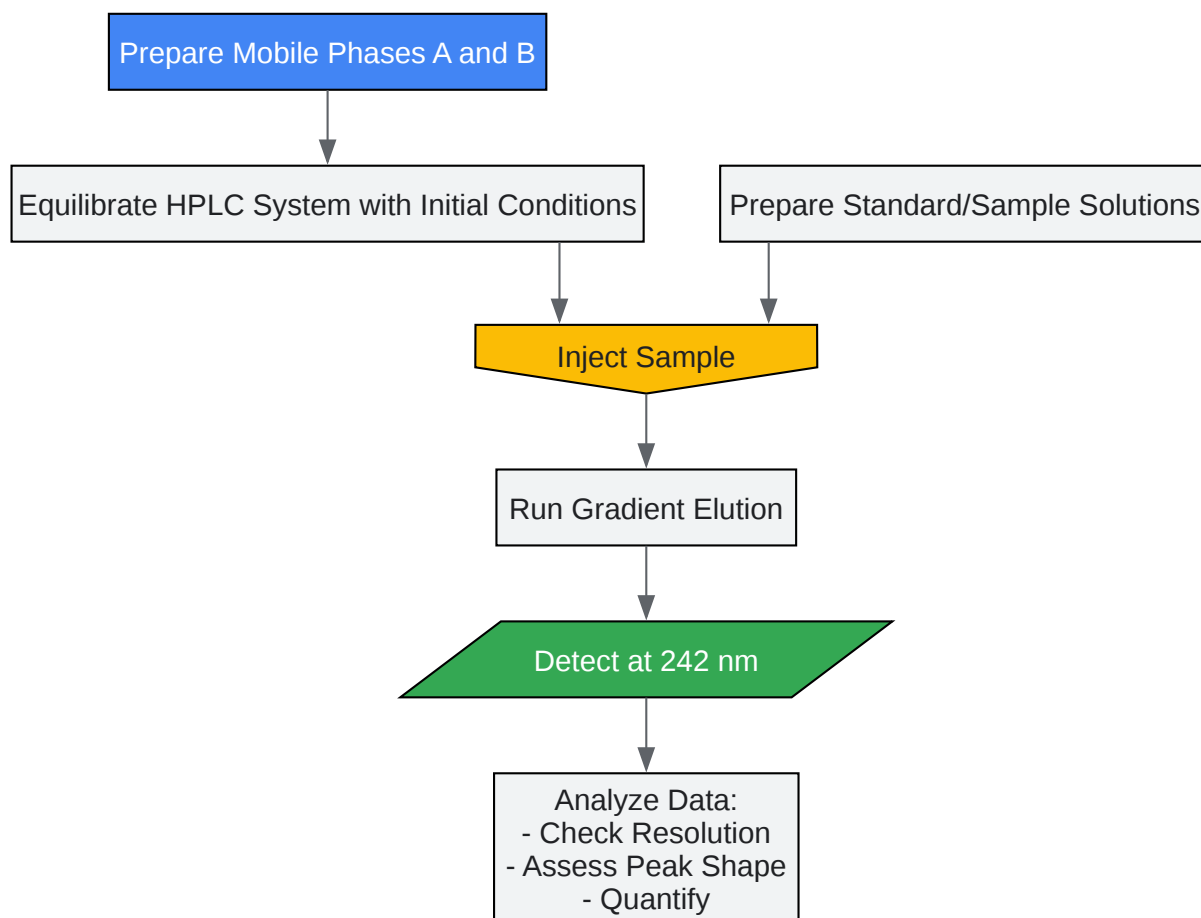 Prepare Mobile Phases A and B
Equilibrate HPLC System with Initial Conditions
Prepare Standard/Sample Solutions
Inject Sample
Run Gradient Elution
Detect at 242 nm
Analyze Data:
- Check Resolution
- Assess Peak Shape
- Quantify